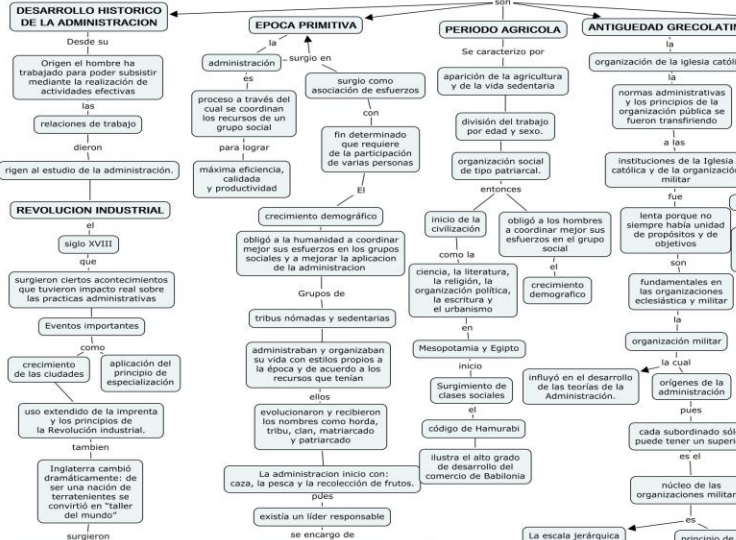 son
DESARROLLO HISTORICO
DE LA ADMINISTRACION
Desde su
Origen el hombre ha
trabajado para poder subsistir
mediante la realización de
actividades efectivas
las
relaciones de trabajo
dieron
rigen al estudio de la administración.
REVOLUCION INDUSTRIAL
el
siglo XVIII
que
surgieron ciertos acontecimientos
que tuvieron impacto real sobre
las practicas administrativas
Eventos importantes
como
crecimiento
de las ciudades
aplicación del
principio de
especialización
uso extendido de la imprenta
y los principios de
la Revolución industrial.
tambien
Inglaterra cambió
dramáticamente: de
ser una nación de
terratenientes se
convirtió en "taller
del mundo"
surgieron
EPOCA PRIMITIVA
la
surgio en
administración
es
proceso a través del
cual se coordinan
los recursos de un
grupo social
para lograr
máxima eficiencia,
calidada
y productividad
surgio como
asociación de esfuerzos
con
fin determinado
que requiere
de la participación
de varias personas
El
crecimiento demográfico
obligó a la humanidad a coordinar
mejor sus esfuerzos en los grupos
sociales y a mejorar la aplicacion
de la administracion
Grupos de
tribus nómadas y sedentarias
administraban y organizaban
su vida con estilos propios a
la época y de acuerdo a los
recursos que tenían
ellos
evolucionaron y recibieron
los nombres como horda,
tribu, clan, matriarcado
y patriarcado
La administracion inicio con:
caza, la pesca y la recolección de frutos.
pues
existía un líder responsable
se encargo de
PERIODO AGRICOLA
Se caracterizo por
aparición de la agricultura
y de la vida sedentaria
división del trabajo
por edad y sexo.
organización social
de tipo patriarcal.
entonces
inicio de la
civilización
como la
ciencia, la literatura,
la religión, la
organización política,
la escritura y
el urbanismo
en
Mesopotamia y Egipto
inicio
Surgimiento de
clases sociales
el
código de Hamurabi
ilustra el alto grado
de desarrollo del
comercio de Babilonia
obligó a los hombres
a coordinar mejor sus
esfuerzos en el grupo
social
el
crecimiento
demografico
ANTIGUEDAD GRECOLATIN
la
organización de la iglesia católi
la
normas administrativas
y los principios de la
organización pública se
fueron transfiriendo
a las
instituciones de la Iglesia
católica y de la organización
militar
fue
lenta porque no
siempre había unidad
de propósitos y de
objetivos
son
fundamentales en
las organizaciones
eclesiástica y militar
la
organización militar
la cual
influyó en el desarrollo
de las teorías de la
Administración.
orígenes de la
administración
pues
cada subordinado sólo
puede tener un superi
es el
núcleo de las
organizaciones militar
es
La escala jerárquica
principio de